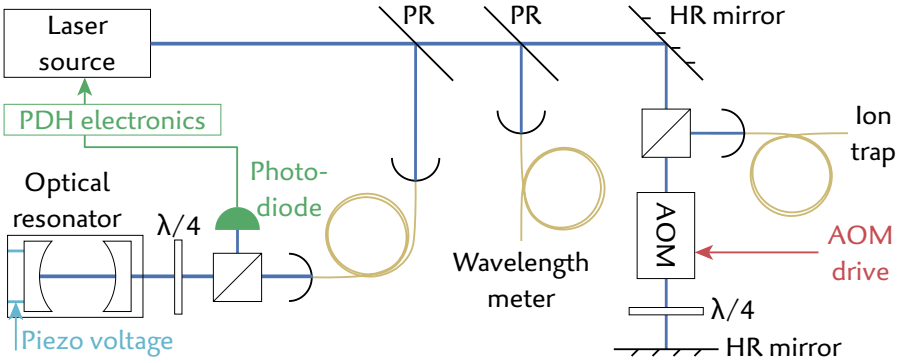 Laser
source
PR
PR
HR mirror
PDH electronics
Ion
trap
Optical
resonator
Photo-
diode
λ/4
AOM
AOM
drive
Wavelength
meter
λ/4
Piezo voltage
HR mirror